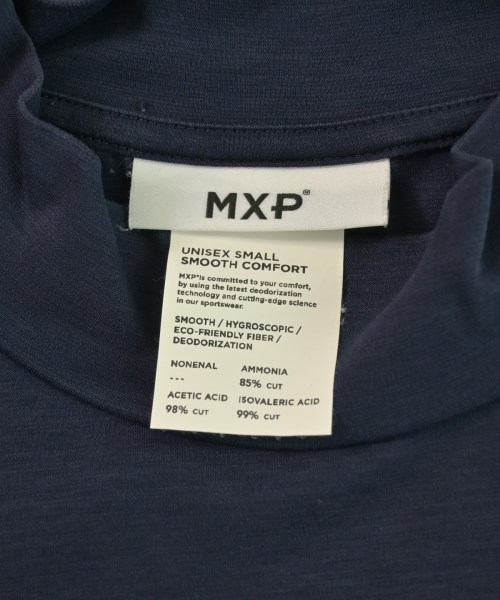 MXP®
UNISEX SMALL
SMOOTH COMFORT
MXP® is committed to your comfort,
by using the latest deodorization
technology and cutting-edge science
in our sportswear.
SMOOTH / HYGROSCOPIC /
ECO-FRIENDLY FIBER /
DEODORIZATION
NONENAL AMMONIA
--- 85% CUT
ACETIC ACID ISOVALERIC ACID
98% CUT 99% CUT